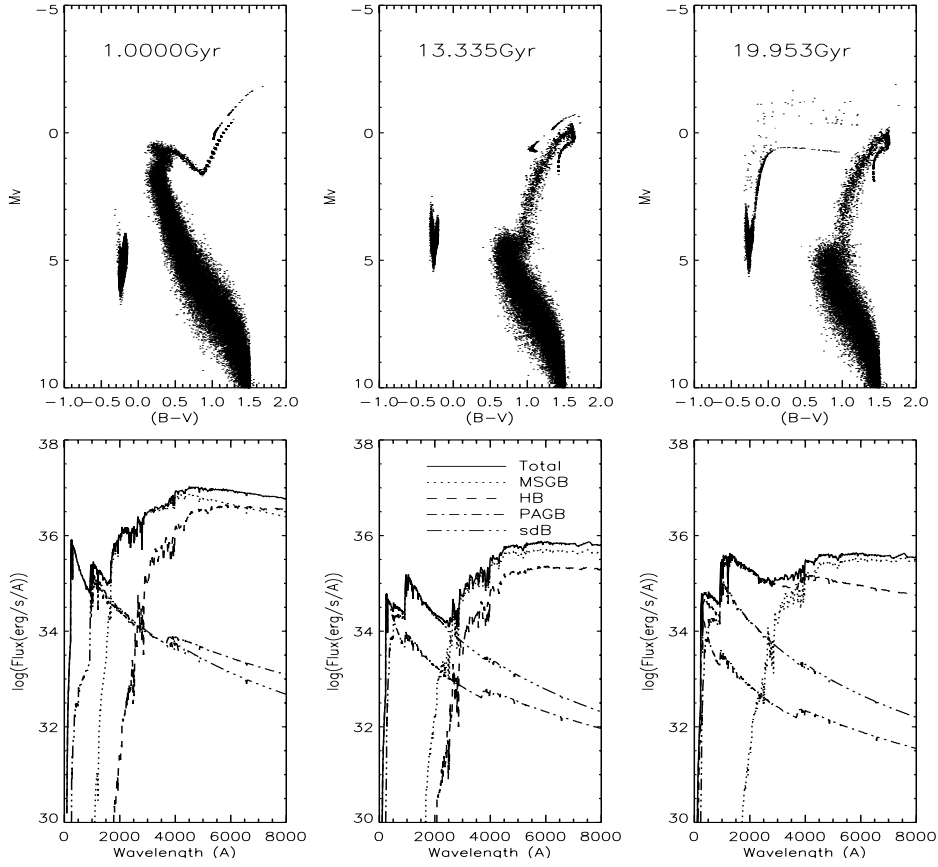 −5
0
5
10
Mv
1.0000Gyr
−1.0−0.5 0.0 0.5 1.0 1.5 2.0
(B−V)
−5
0
5
10
Mv
13.335Gyr
−1.0−0.5 0.0 0.5 1.0 1.5 2.0
(B−V)
−5
0
5
10
Mv
19.953Gyr
−1.0−0.5 0.0 0.5 1.0 1.5 2.0
(B−V)
38
36
34
32
30
log(Flux(erg/s/A))
0 2000 4000 6000 8000
Wavelength (A)
38
36
34
32
30
log(Flux(erg/s/A))
Total
MSGB
HB
PAGB
sdB
0 2000 4000 6000 8000
Wavelength (A)
38
36
34
32
30
log(Flux(erg/s/A))
0 2000 4000 6000 8000
Wavelength (A)